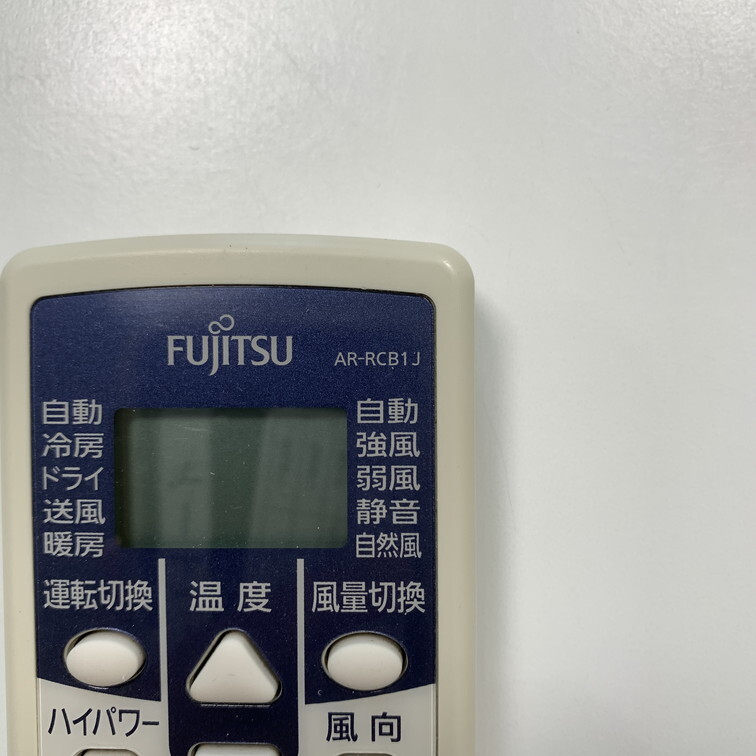 FUJITSU AR-RCB1J
自動 自動
冷房 強風
ドライ 弱風
送風 静音
暖房 自然風
運転切換 温度 風量切換
ハイパワー 風向